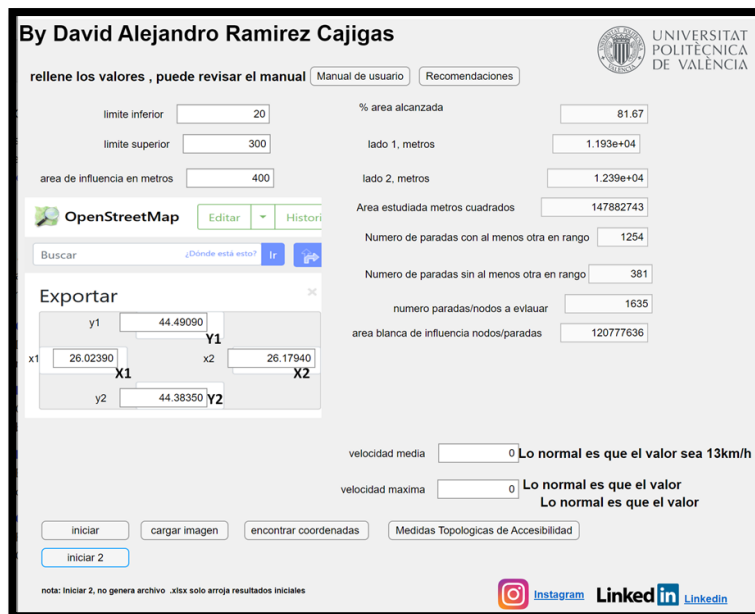 By David Alejandro Ramirez Cajigas
UNIVERSITAT
POLITÈCNICA
DE VALÈNCIA
rellene los valores , puede revisar el manual
Manual de usuario
Recomendaciones
limite inferior 20
limite superior 300
area de influencia en metros 400
% area alcanzada 81.67
lado 1, metros 1.193e+04
lado 2, metros 1.239e+04
Area estudiada metros cuadrados 147882743
Numero de paradas con al menos otra en rango 1254
Numero de paradas sin al menos otra en rango 381
numero paradas/nodos a evlauar 1635
area blanca de influencia nodos/paradas 120777636
OpenStreetMap
Editar
Histori
Buscar
¿Dónde está esto?
Ir
Exportar
y1 44.49090
Y1
x1 26.02390
X1
x2 26.17940
X2
y2 44.38350 Y2
velocidad media 0 Lo normal es que el valor sea 13km/h
velocidad maxima 0 Lo normal es que el valor
Lo normal es que el valor
iniciar
cargar imagen
encontrar coordenadas
Medidas Topologicas de Accesibilidad
iniciar 2
nota: Iniciar 2, no genera archivo .xlsx solo arroja resultados iniciales
Instagram
Linked in
Linkedin